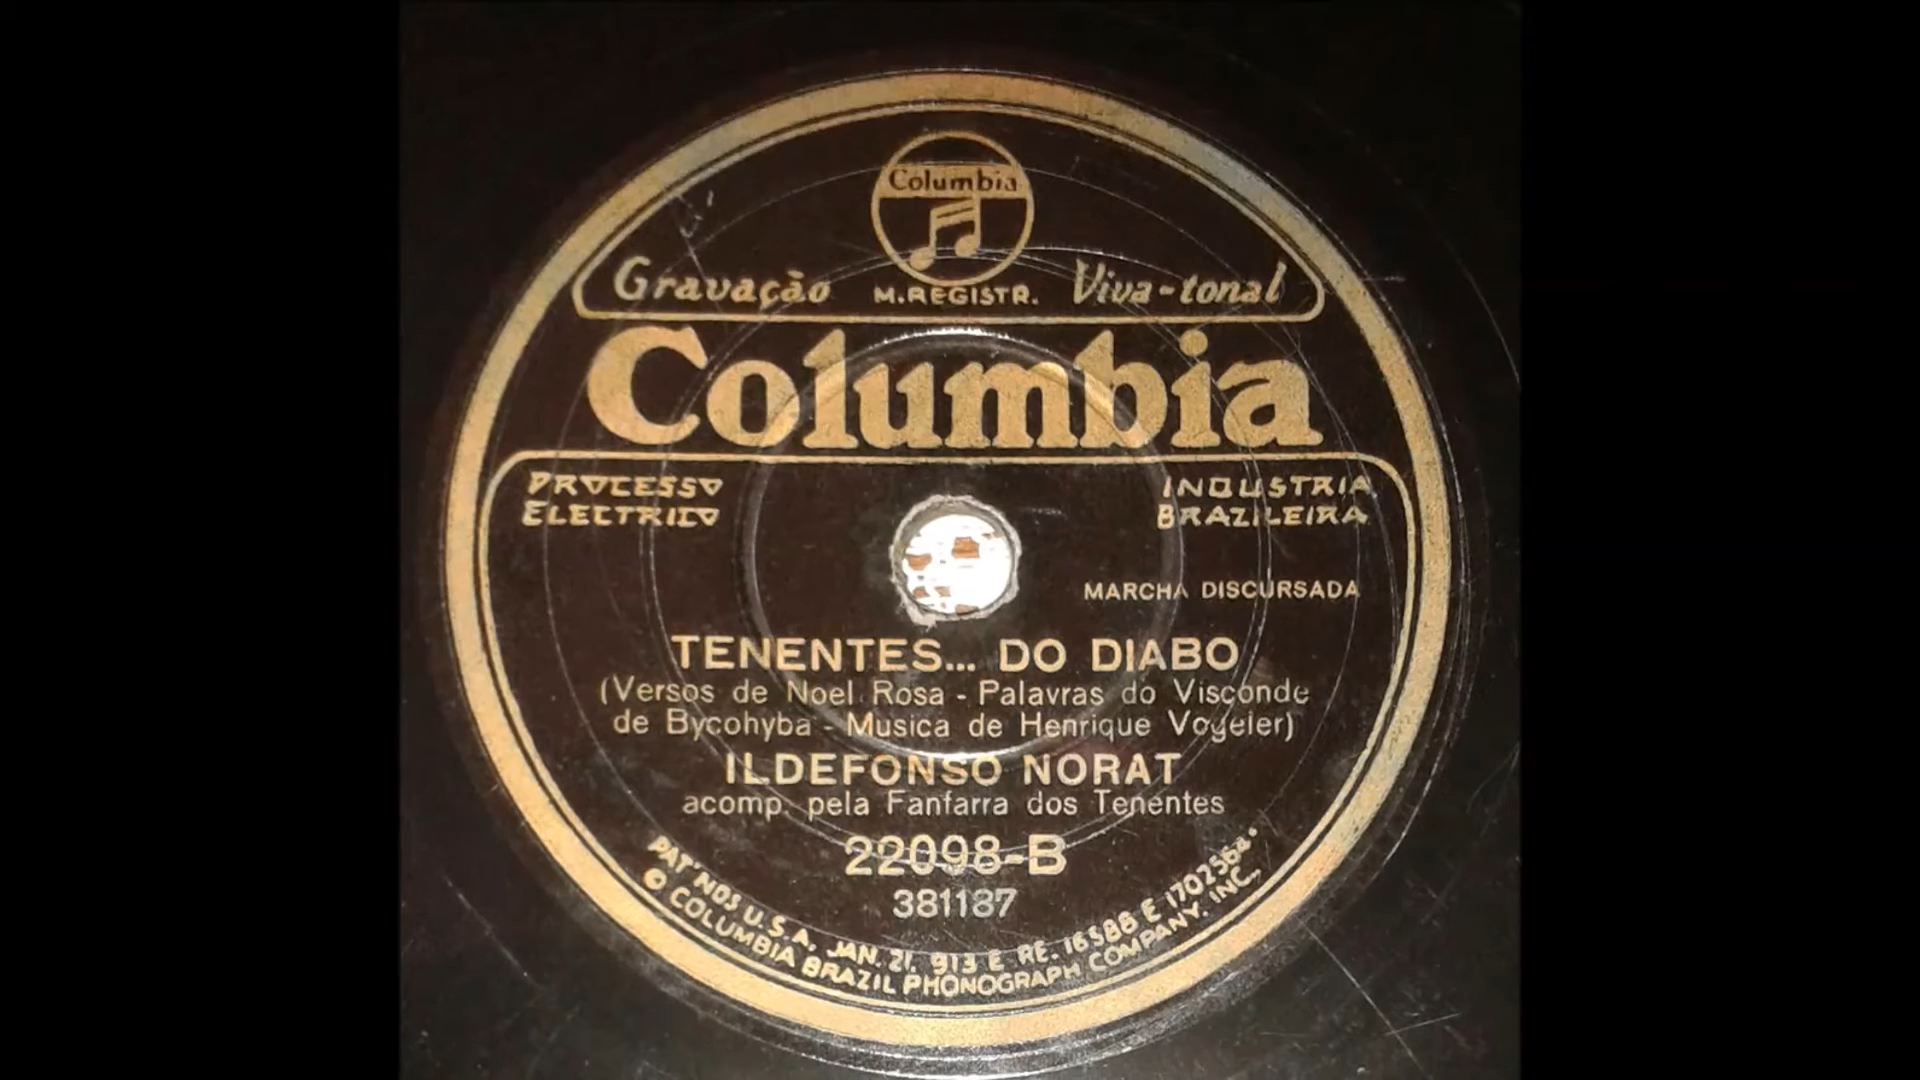 Columbia
Gravação M. REGISTR. Viva-tonal
Columbia
PROCESSO
ELECTRICO
INDUSTRIA
BRAZILEIRA
MARCHA DISCURSADA
TENENTES... DO DIABO
(Versos de Noel Rosa - Palavras do Visconde
de Bycohyba - Musica de Henrique Vogeler)
ILDEFONSO NORAT
acomp. pela Fanfarra dos Tenentes
22098-B
381187
PAT' NOS U.S.A. JAN. 21. 913 E RE. 16588 E 1702564.
© COLUMBIA BRAZIL PHONOGRAPH COMPANY. INC.